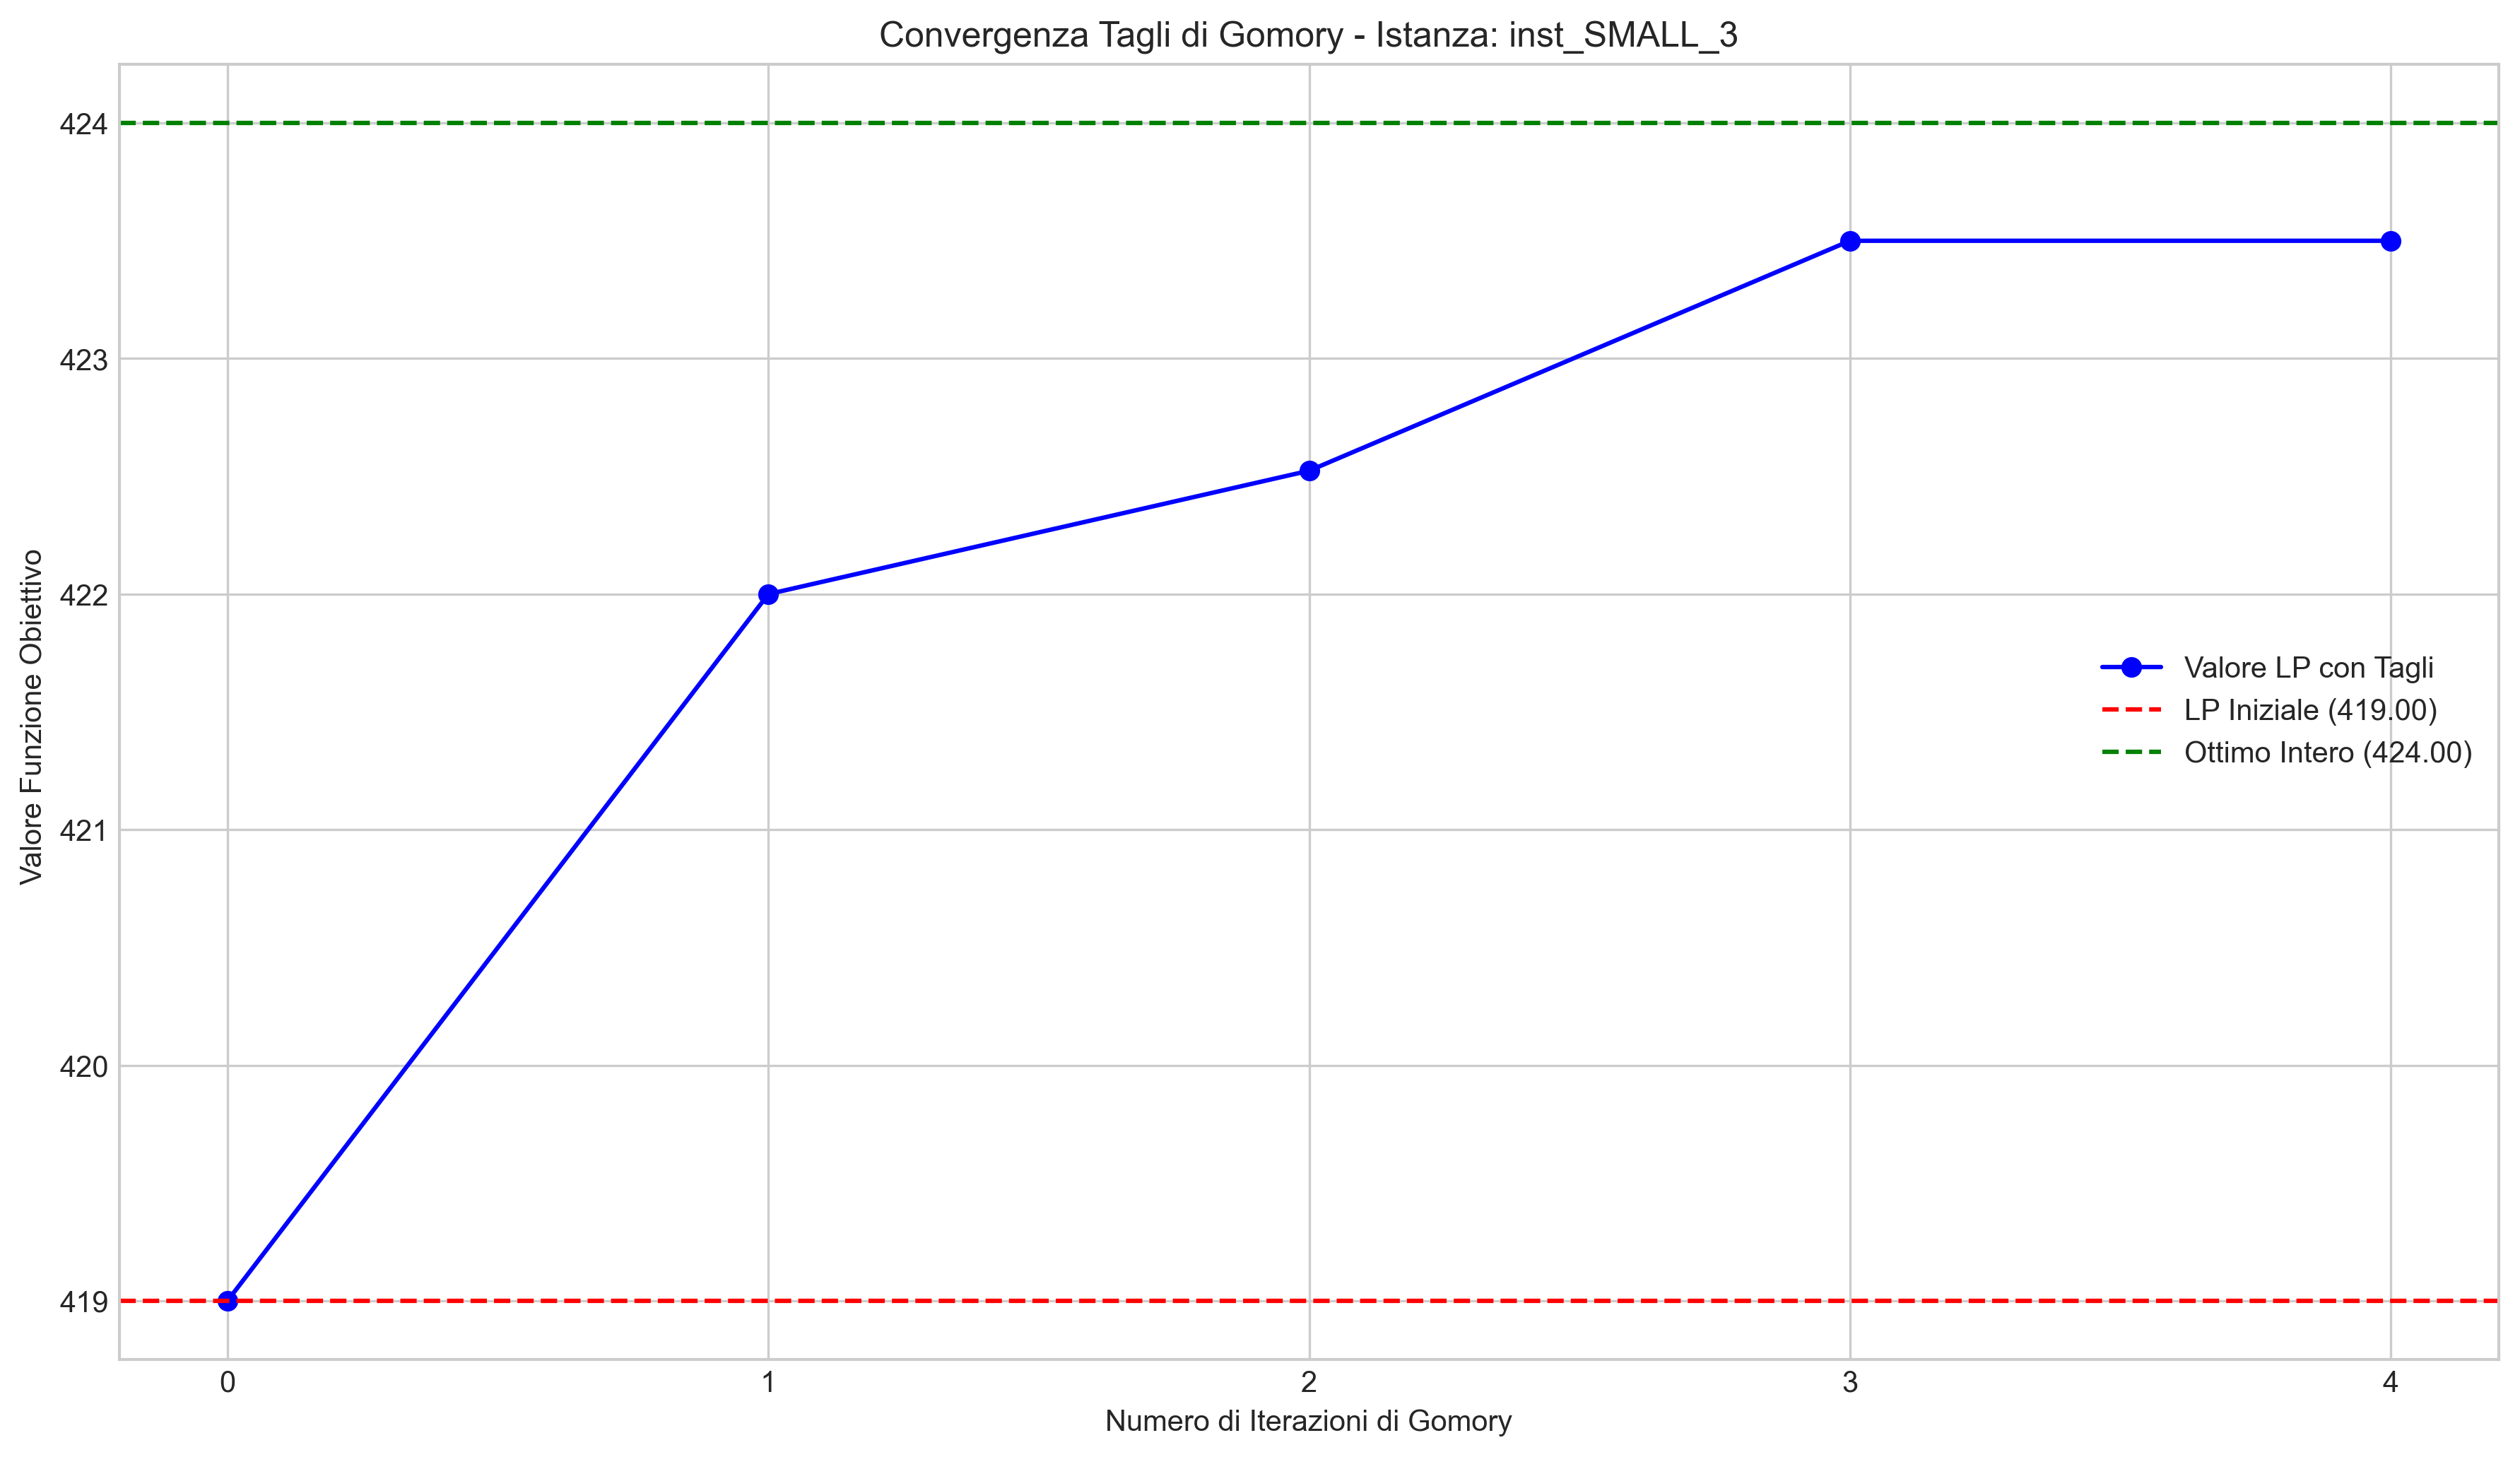 Convergenza Tagli di Gomory - Istanza: inst_SMALL_3
Valore Funzione Obiettivo
424
423
422
421
420
419
Valore LP con Tagli
LP Iniziale (419.00)
Ottimo Intero (424.00)
0 1 2 3 4
Numero di Iterazioni di Gomory